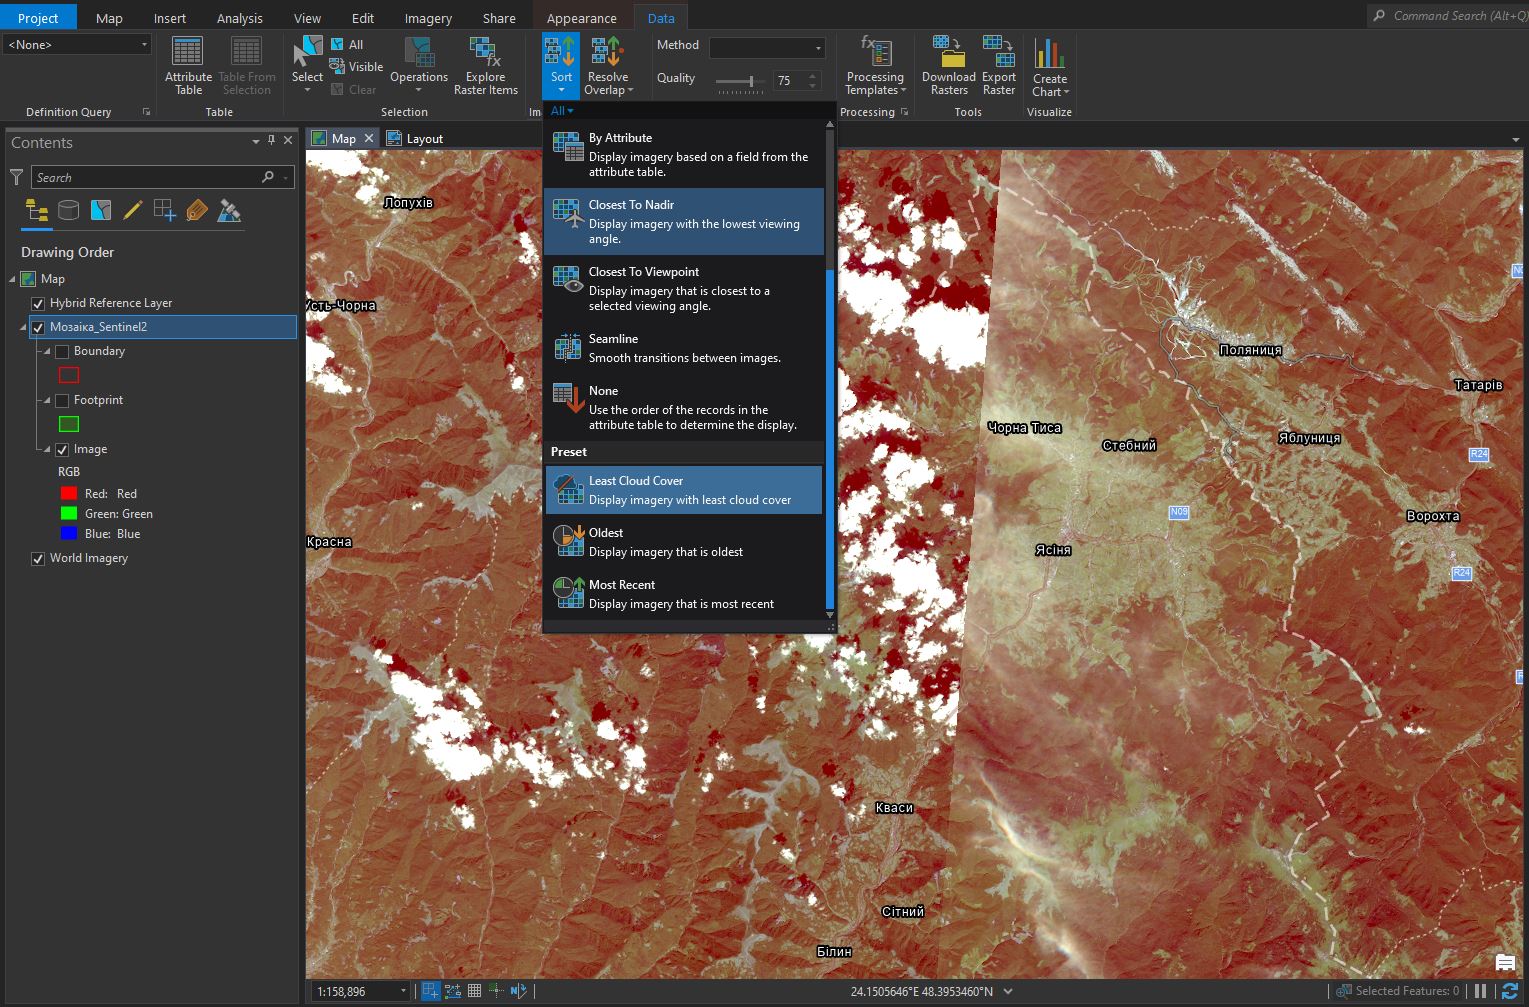 Project Map Insert Analysis View Edit Imagery Share Appearance Data
Command Search (Alt+Q)
<None>
Definition Query
Attribute Table
Table From Selection
Table
Select
All
Visible
Clear
Operations
Explore Raster Items
Selection
Sort
Resolve Overlap
Method
Quality 75
Processing Templates
Processing
Download Rasters
Export Raster
Tools
Create Chart
Visualize
Contents
Search
Drawing Order
Map
Hybrid Reference Layer
Мозаїка_Sentinel2
Boundary
Footprint
Image
RGB
Red: Red
Green: Green
Blue: Blue
World Imagery
Map
Layout
All
By Attribute
Display imagery based on a field from the
attribute table.
Closest To Nadir
Display imagery with the lowest viewing
angle.
Closest To Viewpoint
Display imagery that is closest to a
selected viewing angle.
Seamline
Smooth transitions between images.
None
Use the order of the records in the
attribute table to determine the display.
Preset
Least Cloud Cover
Display imagery with least cloud cover
Oldest
Display imagery that is oldest
Most Recent
Display imagery that is most recent
Лопухів
Усть-Чорна
Красна
Поляниця
Татарів
Чорна Тиса
Стебний
Яблуниця
R24
Ворохта
N09
Ясіня
R24
Кваси
Сітний
Білин
1:158,896
24.1505646°E 48.3953460°N
Selected Features: 0